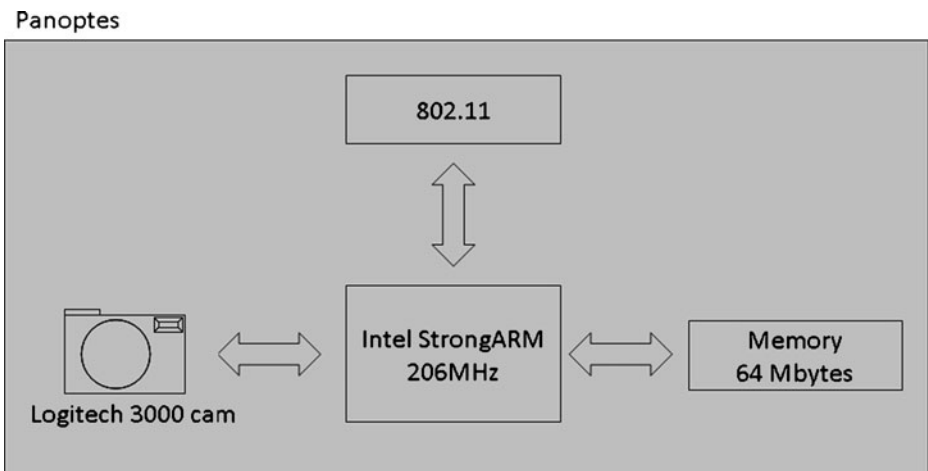 Panoptes
802.11
Intel StrongARM
206MHz
Memory
64 Mbytes
Logitech 3000 cam